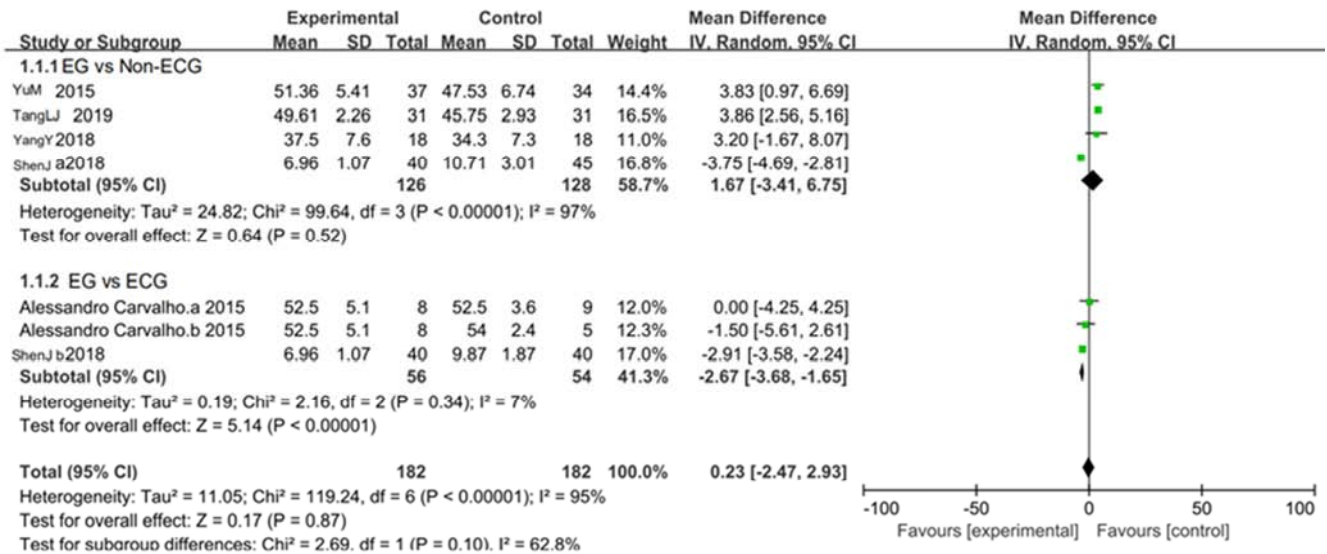 Experimental Control Mean Difference Mean Difference
Study or Subgroup Mean SD Total Mean SD Total Weight IV, Random, 95% CI IV, Random, 95% CI
1.1.1 EG vs Non-ECG
YuM 2015 51.36 5.41 37 47.53 6.74 34 14.4% 3.83 [0.97, 6.69]
TangLJ 2019 49.61 2.26 31 45.75 2.93 31 16.5% 3.86 [2.56, 5.16]
YangY2018 37.5 7.6 18 34.3 7.3 18 11.0% 3.20 [-1.67, 8.07]
ShenJ a2018 6.96 1.07 40 10.71 3.01 45 16.8% -3.75 [-4.69, -2.81]
Subtotal (95% CI) 126 128 58.7% 1.67 [-3.41, 6.75]
Heterogeneity: Tau² = 24.82; Chi² = 99.64, df = 3 (P < 0.00001); I² = 97%
Test for overall effect: Z = 0.64 (P = 0.52)
1.1.2 EG vs ECG
Alessandro Carvalho.a 2015 52.5 5.1 8 52.5 3.6 9 12.0% 0.00 [-4.25, 4.25]
Alessandro Carvalho.b 2015 52.5 5.1 8 54 2.4 5 12.3% -1.50 [-5.61, 2.61]
ShenJ b2018 6.96 1.07 40 9.87 1.87 40 17.0% -2.91 [-3.58, -2.24]
Subtotal (95% CI) 56 54 41.3% -2.67 [-3.68, -1.65]
Heterogeneity: Tau² = 0.19; Chi² = 2.16, df = 2 (P = 0.34); I² = 7%
Test for overall effect: Z = 5.14 (P < 0.00001)
Total (95% CI) 182 182 100.0% 0.23 [-2.47, 2.93]
Heterogeneity: Tau² = 11.05; Chi² = 119.24, df = 6 (P < 0.00001); I² = 95%
Test for overall effect: Z = 0.17 (P = 0.87)
Test for subgroup differences: Chi² = 2.69, df = 1 (P = 0.10), I² = 62.8%
-100 -50 0 50 100
Favours [experimental] Favours [control]